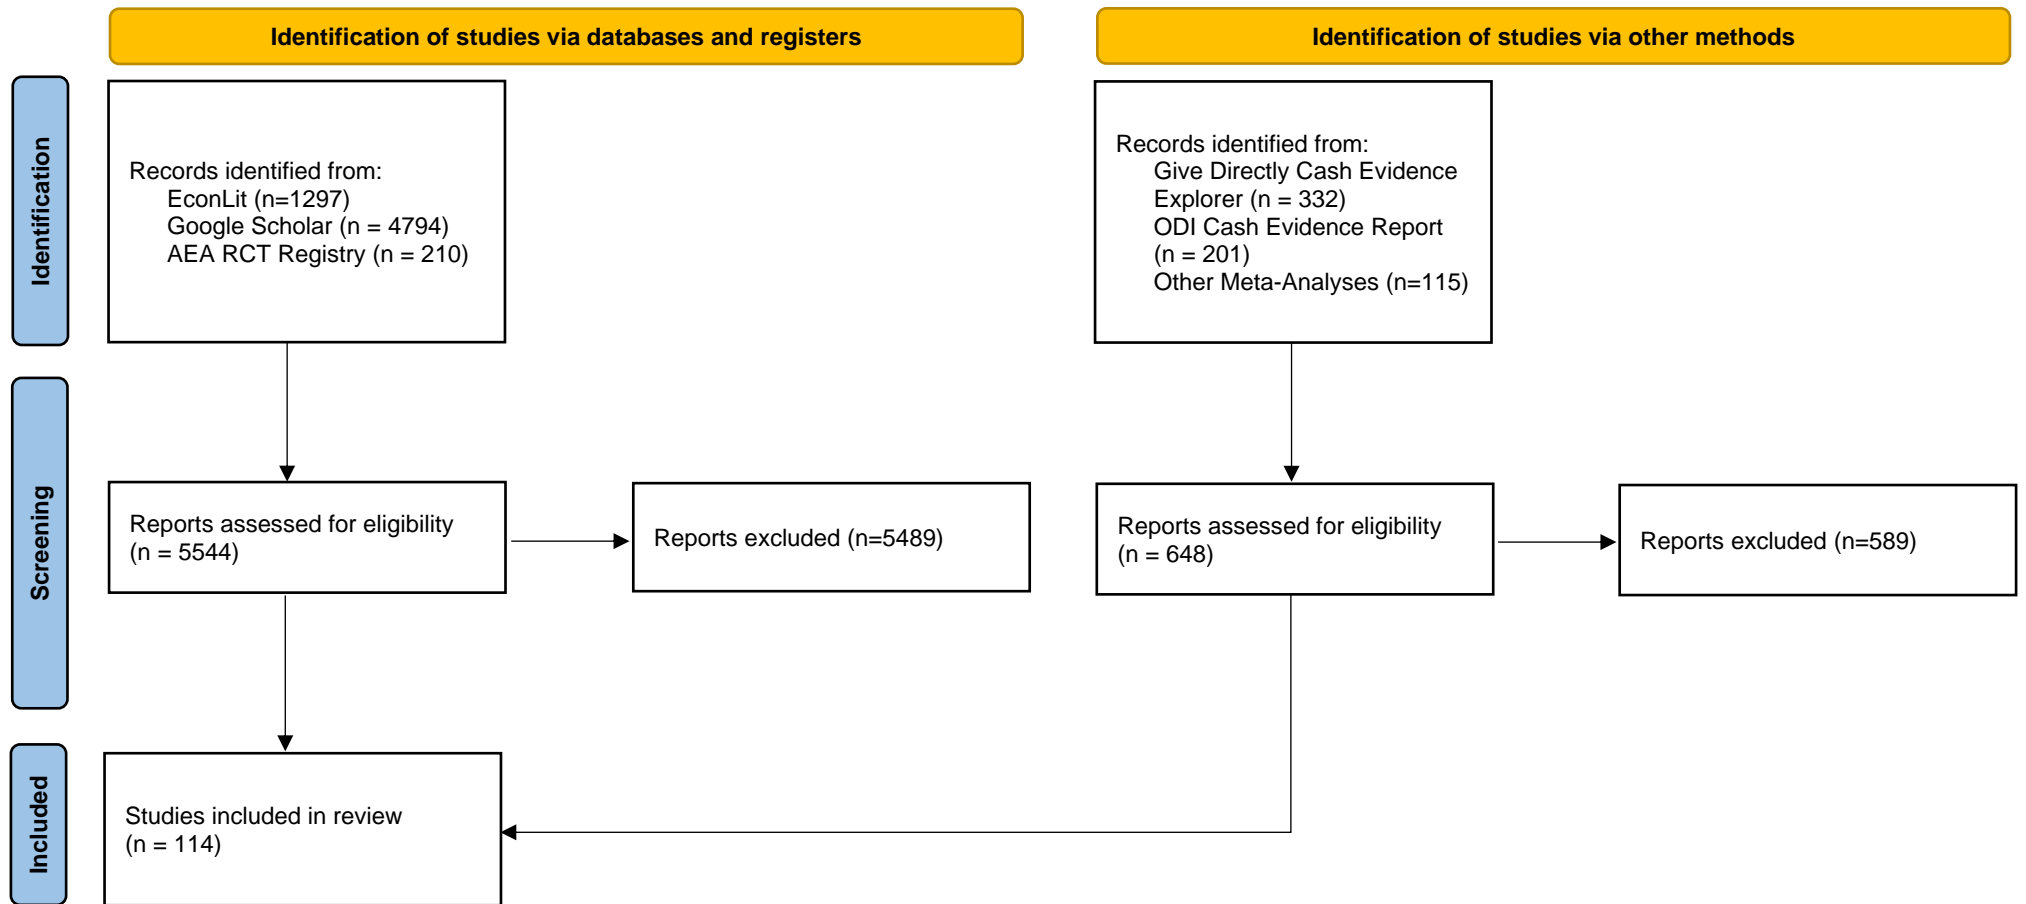 Identification of studies via databases and registers
Identification of studies via other methods
Identification
Records identified from:
EconLit (n=1297)
Google Scholar (n = 4794)
AEA RCT Registry (n = 210)
Records identified from:
Give Directly Cash Evidence
Explorer (n = 332)
ODI Cash Evidence Report
(n = 201)
Other Meta-Analyses (n=115)
Screening
Reports assessed for eligibility
(n = 5544)
Reports excluded (n=5489)
Reports assessed for eligibility
(n = 648)
Reports excluded (n=589)
Included
Studies included in review
(n = 114)